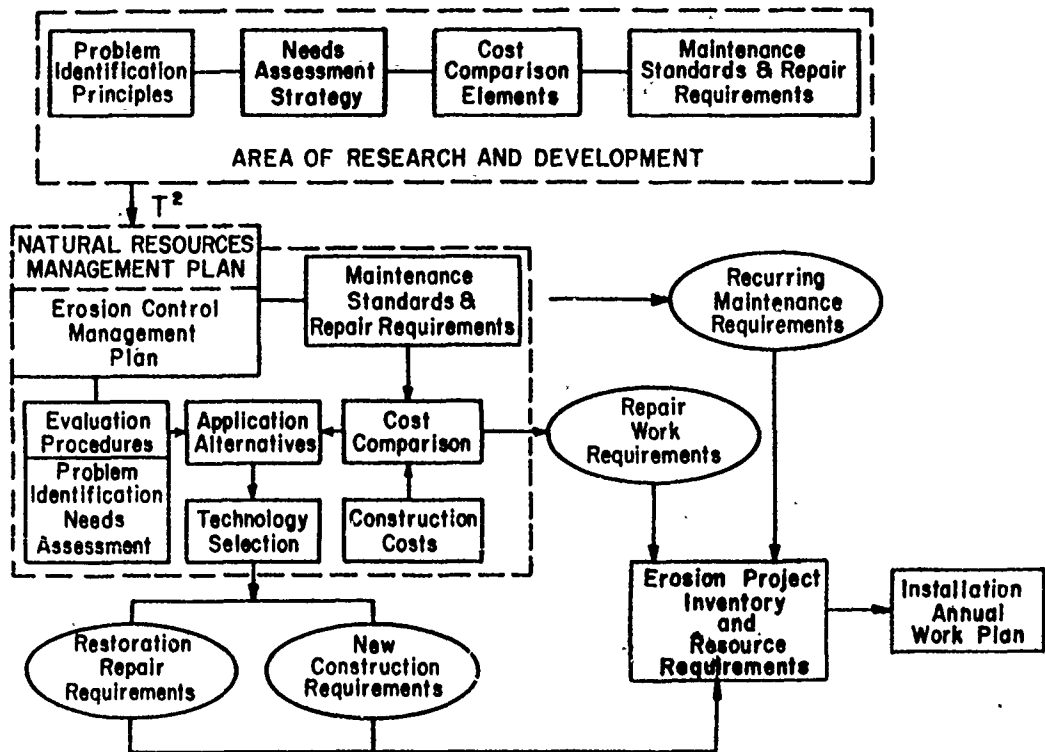 Problem
Identification
Principles
Needs
Assessment
Strategy
Cost
Comparison
Elements
Maintenance
Standards & Repair
Requirements
AREA OF RESEARCH AND DEVELOPMENT
T²
NATURAL RESOURCES
MANAGEMENT PLAN
Erosion Control
Management
Plan
Maintenance
Standards &
Repair Requirements
Recurring
Maintenance
Requirements
Evaluation
Procedures
Problem
Identification
Needs
Assessment
Application
Alternatives
Cost
Comparison
Repair
Work
Requirements
Technology
Selection
Construction
Costs
Erosion Project
Inventory
and
Resource
Requirements
Installation
Annual
Work Plan
Restoration
Repair
Requirements
New
Construction
Requirements